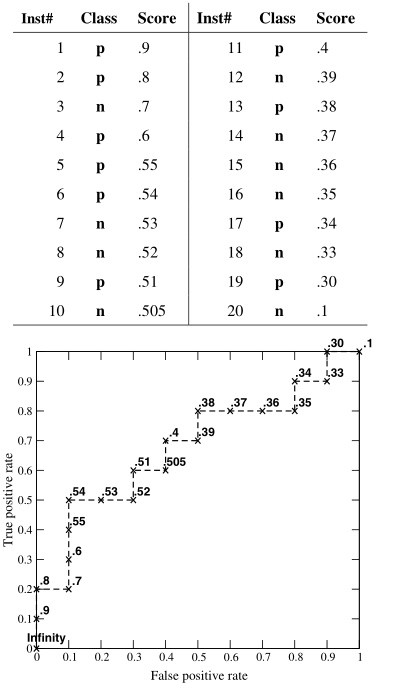 Inst# Class Score Inst# Class Score
1 p .9 11 p .4
2 p .8 12 n .39
3 n .7 13 p .38
4 p .6 14 n .37
5 p .55 15 n .36
6 p .54 16 n .35
7 n .53 17 p .34
8 n .52 18 n .33
9 p .51 19 p .30
10 n .505 20 n .1
.30 .1
1
.34 .33
0.9
.38 .37 .36 .35
0.8
.4 .39
0.7
.51 .505
0.6
.54 .53 .52
0.5
.55
0.4
.6
0.3
.8 .7
0.2
.9
0.1
Infinity
0
0 0.1 0.2 0.3 0.4 0.5 0.6 0.7 0.8 0.9 1
False positive rate
True positive rate